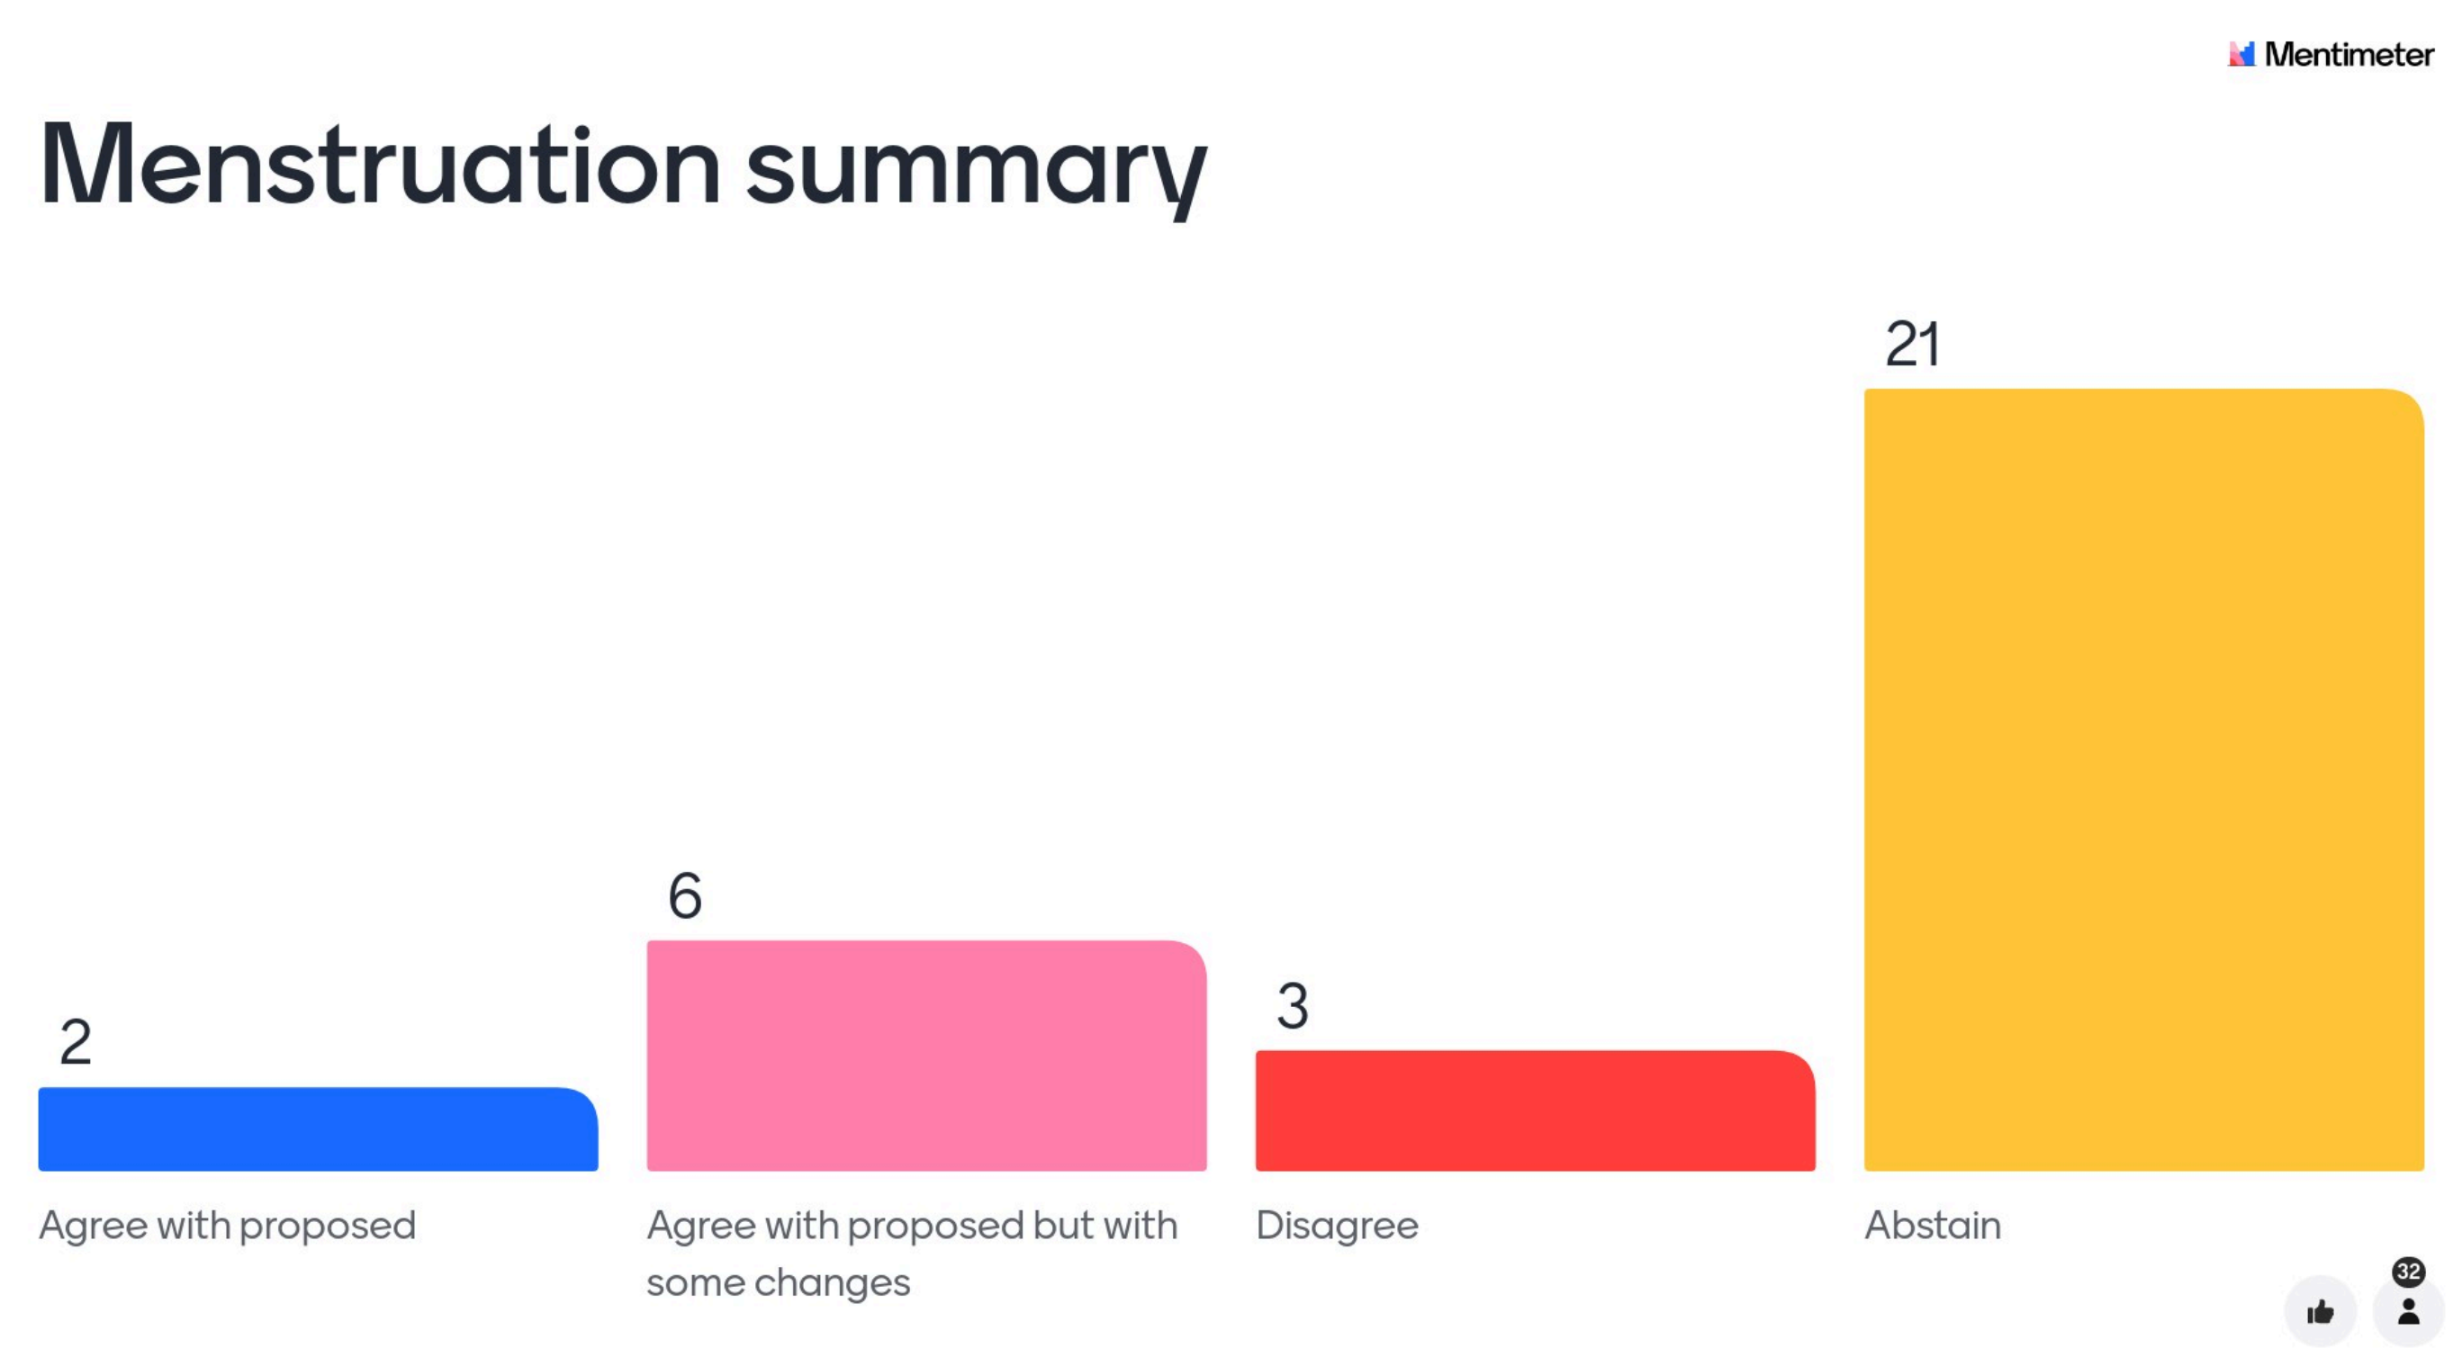 Mentimeter
Menstruation summary
21
6
3
2
Agree with proposed
Agree with proposed but with
some changes
Disagree
Abstain
32